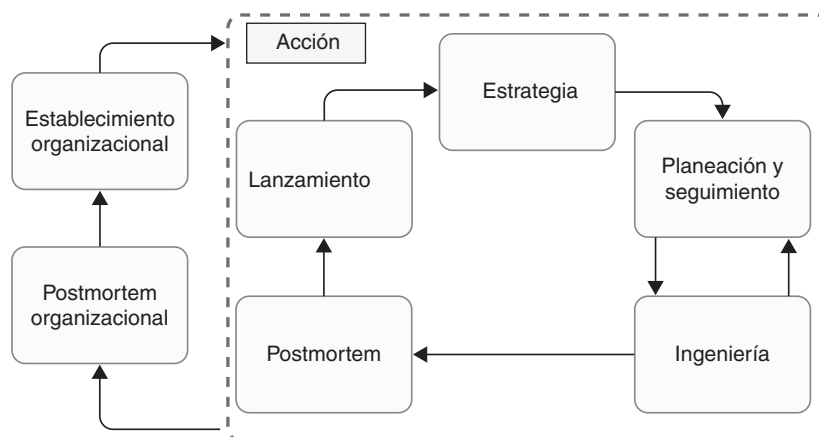 Acción
Estrategia
Establecimiento
organizacional
Lanzamiento
Planeación y
seguimiento
Postmortem
organizacional
Postmortem
Ingeniería